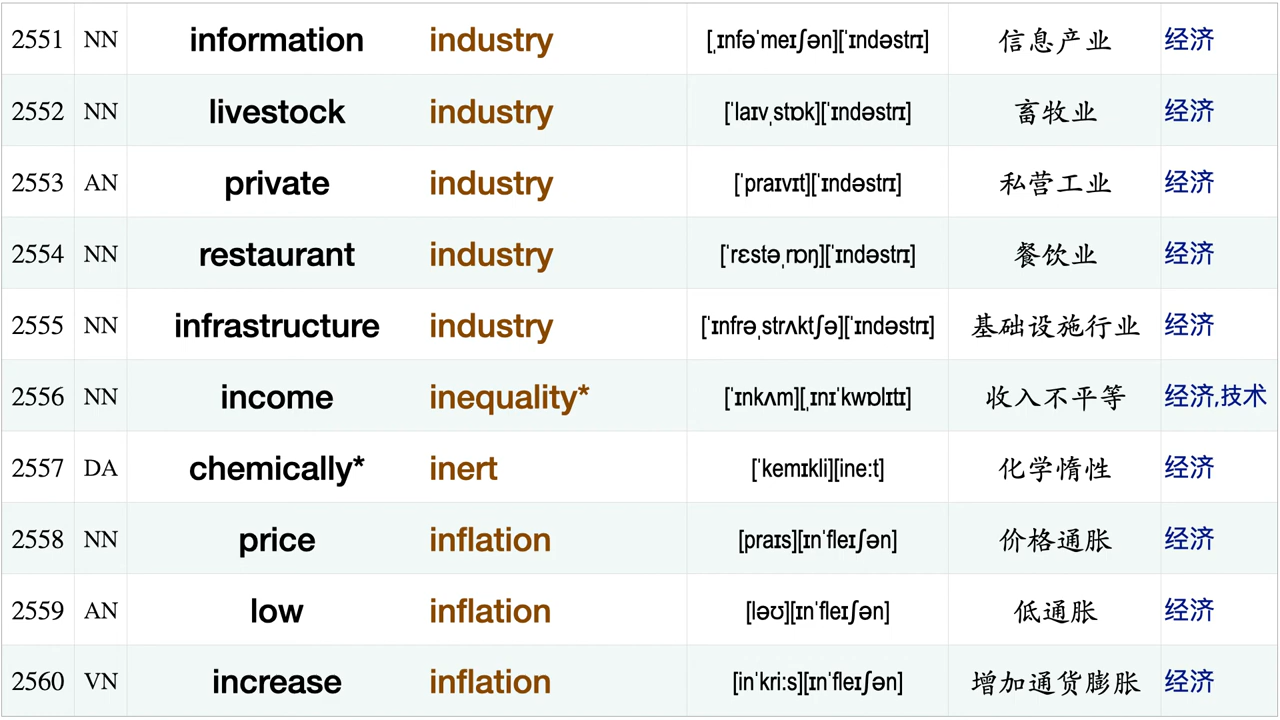 2551 NN information industry [ˌɪnfəˈmeɪʃən][ˈɪndəstrɪ] 信息产业 经济
2552 NN livestock industry [ˈlaɪvˌstɒk][ˈɪndəstrɪ] 畜牧业 经济
2553 AN private industry [ˈpraɪvɪt][ˈɪndəstrɪ] 私营工业 经济
2554 NN restaurant industry [ˈrɛstəˌrɒŋ][ˈɪndəstrɪ] 餐饮业 经济
2555 NN infrastructure industry [ˈɪnfrəˌstrʌktʃə][ˈɪndəstrɪ] 基础设施行业 经济
2556 NN income inequality* [ˈɪnkʌm][ˌɪnɪˈkwɒlɪtɪ] 收入不平等 经济,技术
2557 DA chemically* inert [ˈkemɪkli][ine:t] 化学惰性 经济
2558 NN price inflation [praɪs][ɪnˈfleɪʃən] 价格通胀 经济
2559 AN low inflation [ləʊ][ɪnˈfleɪʃən] 低通胀 经济
2560 VN increase inflation [inˈkri:s][ɪnˈfleɪʃən] 增加通货膨胀 经济